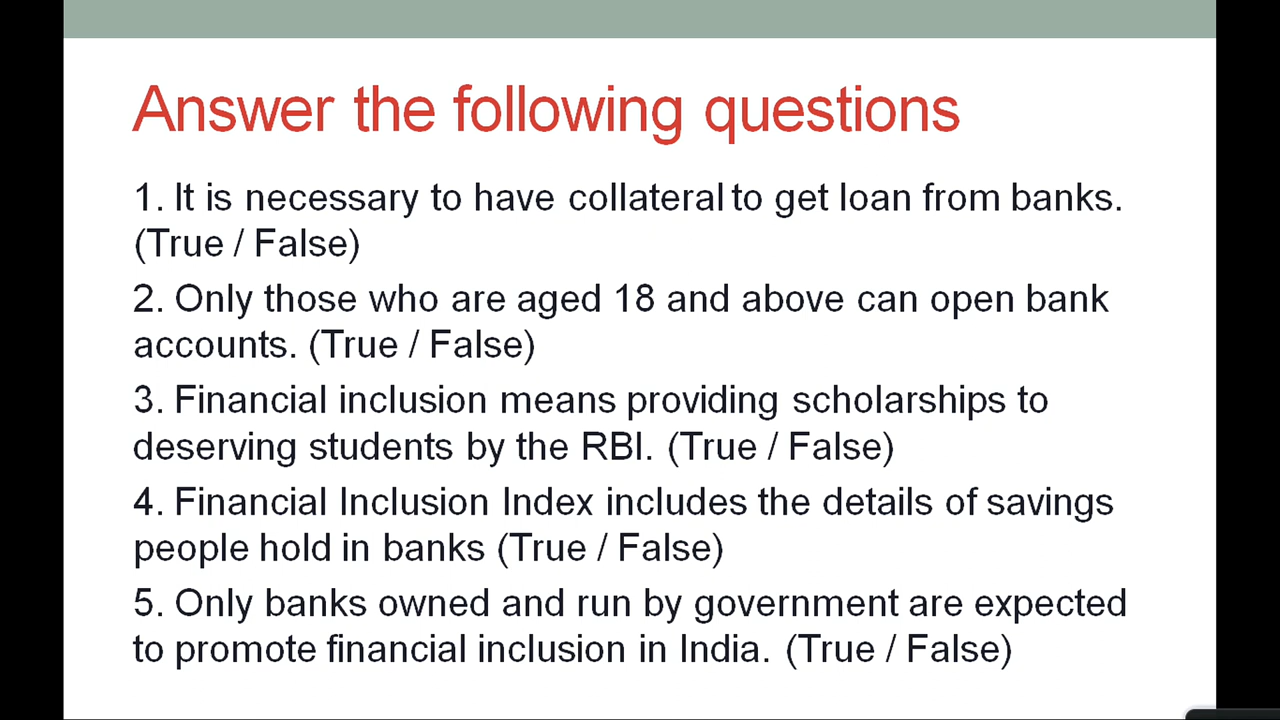 Answer the following questions
1. It is necessary to have collateral to get loan from banks.
(True / False)
2. Only those who are aged 18 and above can open bank
accounts. (True / False)
3. Financial inclusion means providing scholarships to
deserving students by the RBI. (True / False)
4. Financial Inclusion Index includes the details of savings
people hold in banks (True / False)
5. Only banks owned and run by government are expected
to promote financial inclusion in India. (True / False)